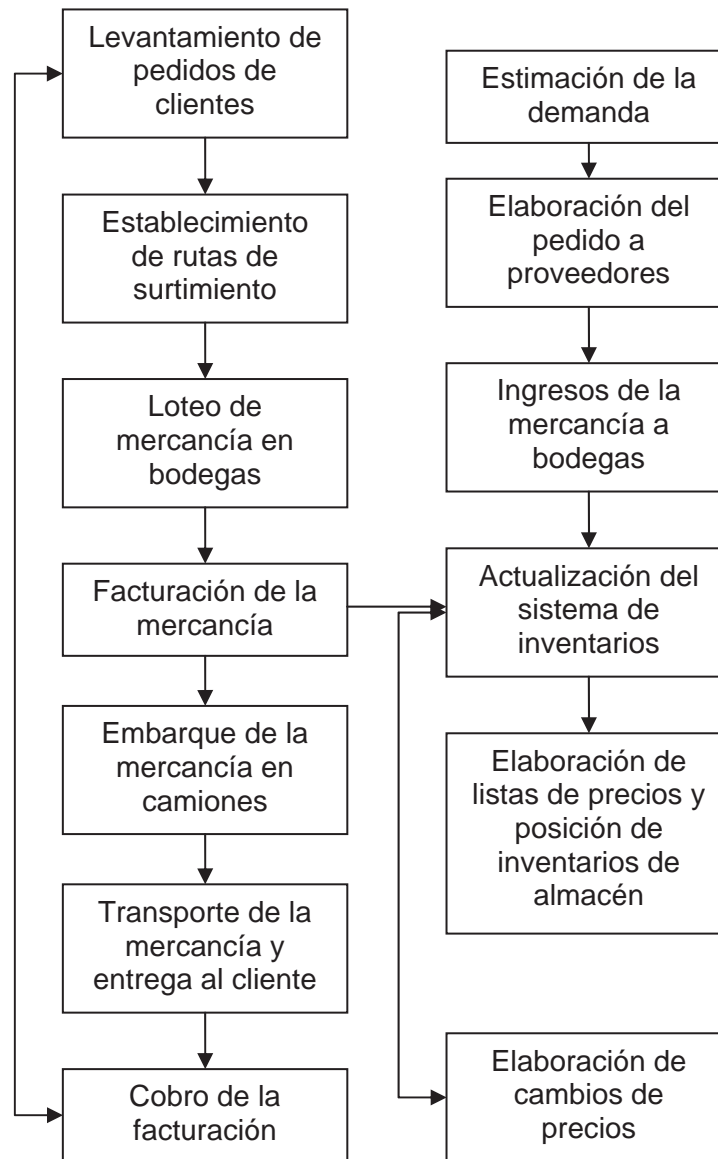 Levantamiento de
pedidos de
clientes
Establecimiento
de rutas de
surtimiento
Loteo de
mercancía en
bodegas
Facturación de la
mercancía
Embarque de la
mercancía en
camiones
Transporte de la
mercancía y
entrega al cliente
Cobro de la
facturación
Estimación de la
demanda
Elaboración del
pedido a
proveedores
Ingresos de la
mercancía a
bodegas
Actualización del
sistema de
inventarios
Elaboración de
listas de precios y
posición de
inventarios de
almacén
Elaboración de
cambios de
precios